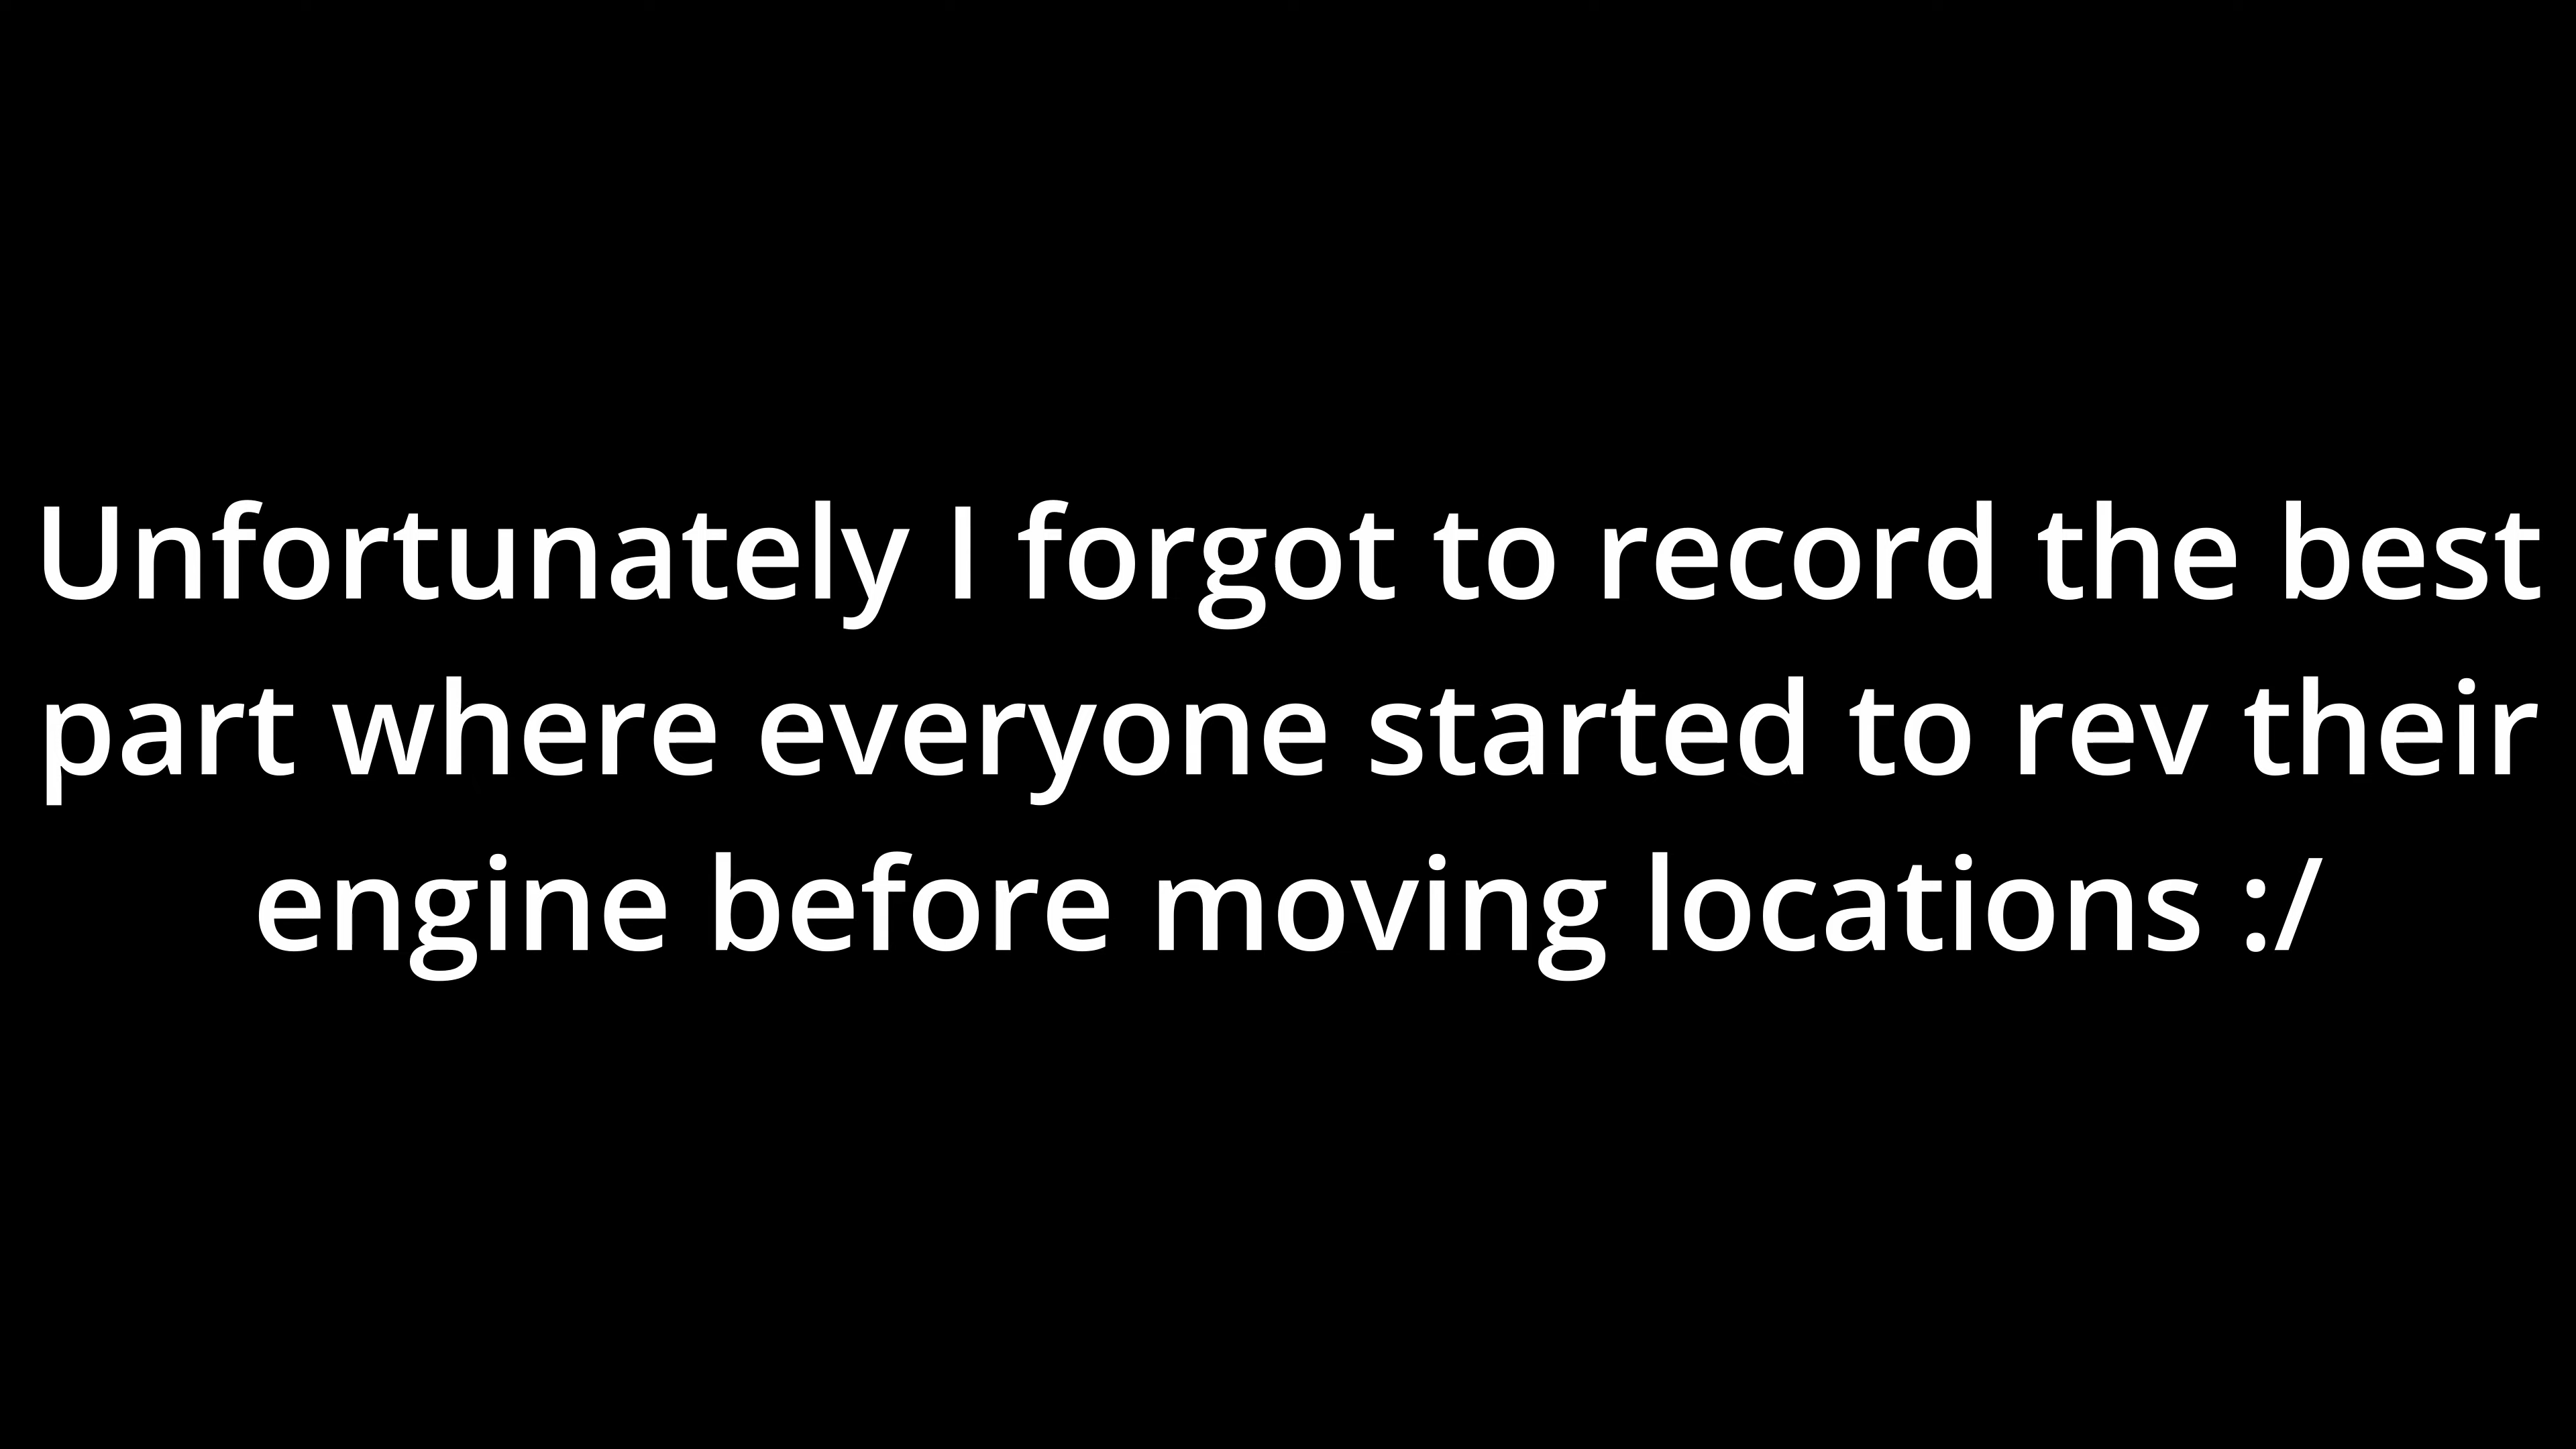 Unfortunately I forgot to record the best
part where everyone started to rev their
engine before moving locations :/